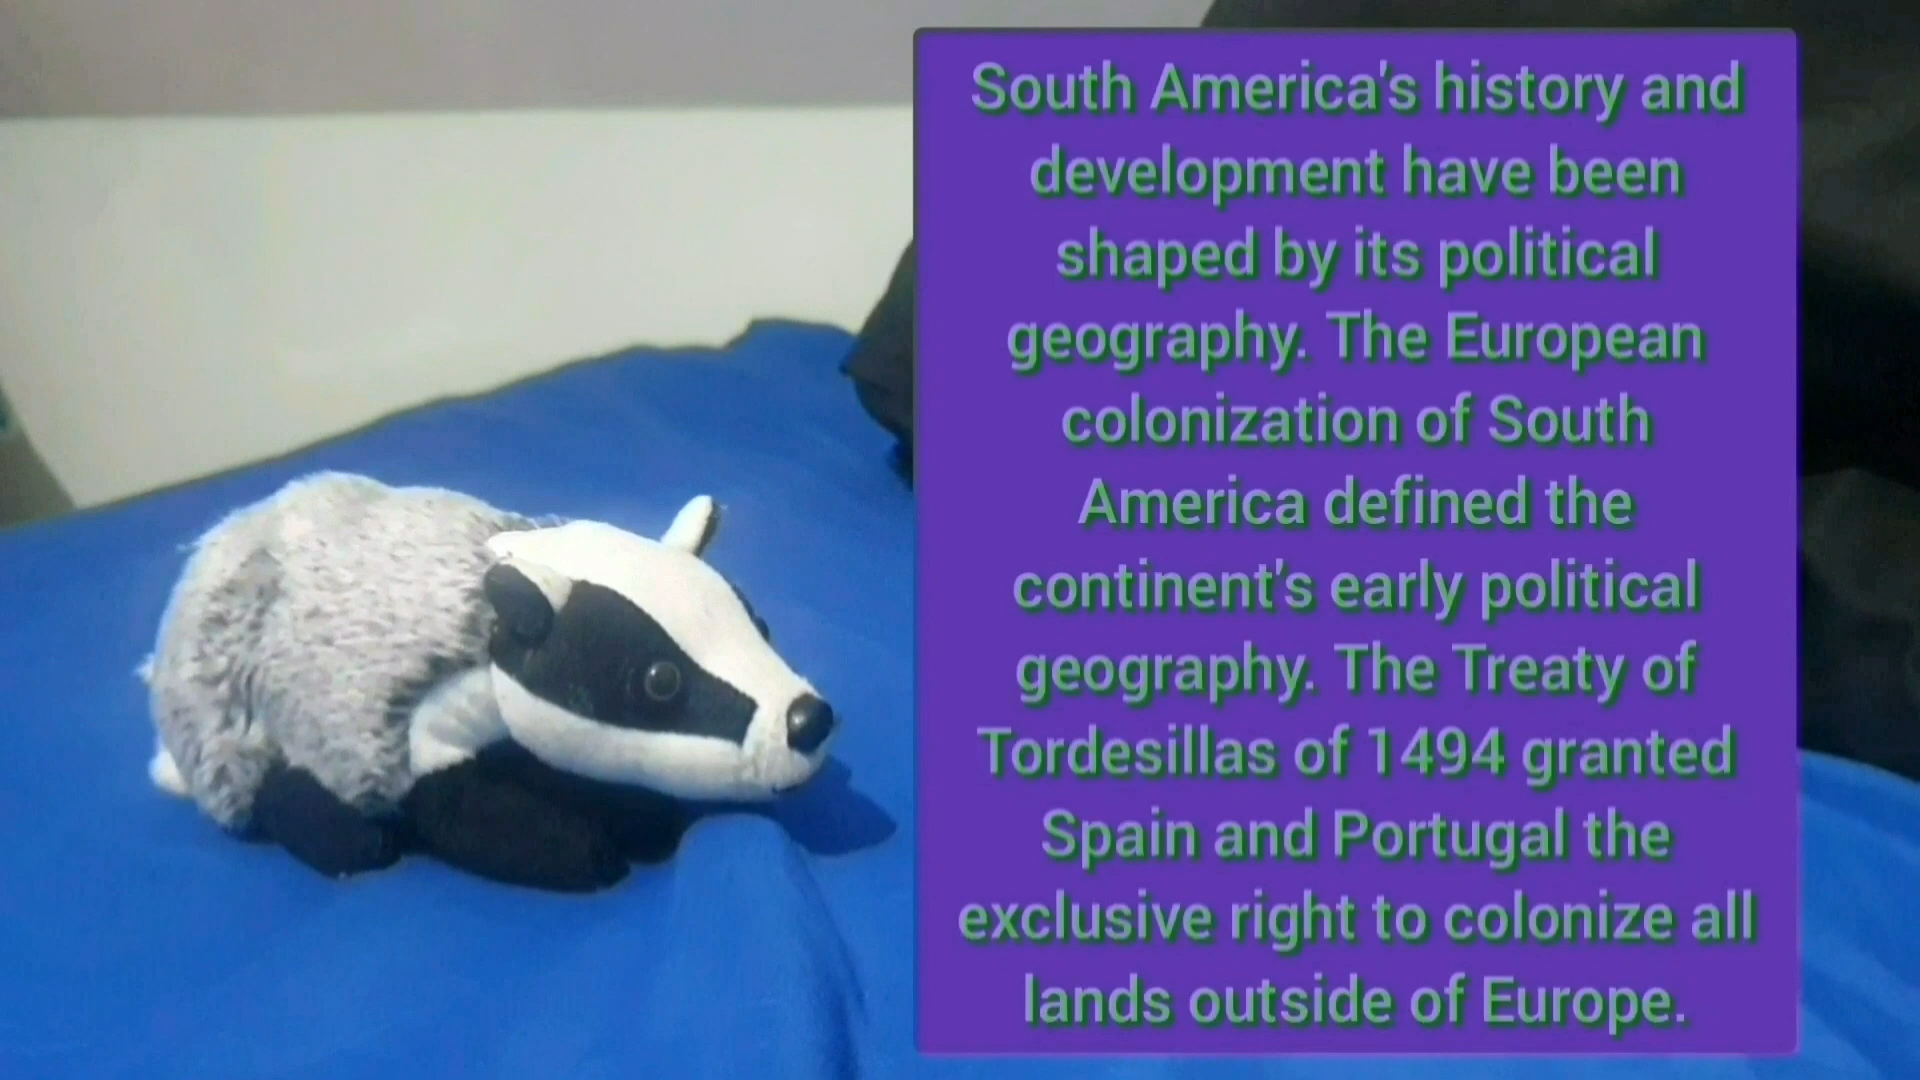 South America's history and
development have been
shaped by its political
geography. The European
colonization of South
America defined the
continent's early political
geography. The Treaty of
Tordesillas of 1494 granted
Spain and Portugal the
exclusive right to colonize all
lands outside of Europe.